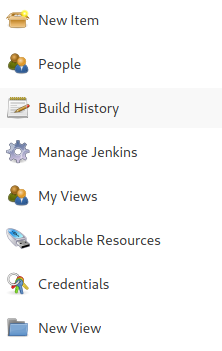 New Item
People
Build History
Manage Jenkins
My Views
Lockable Resources
Credentials
New View